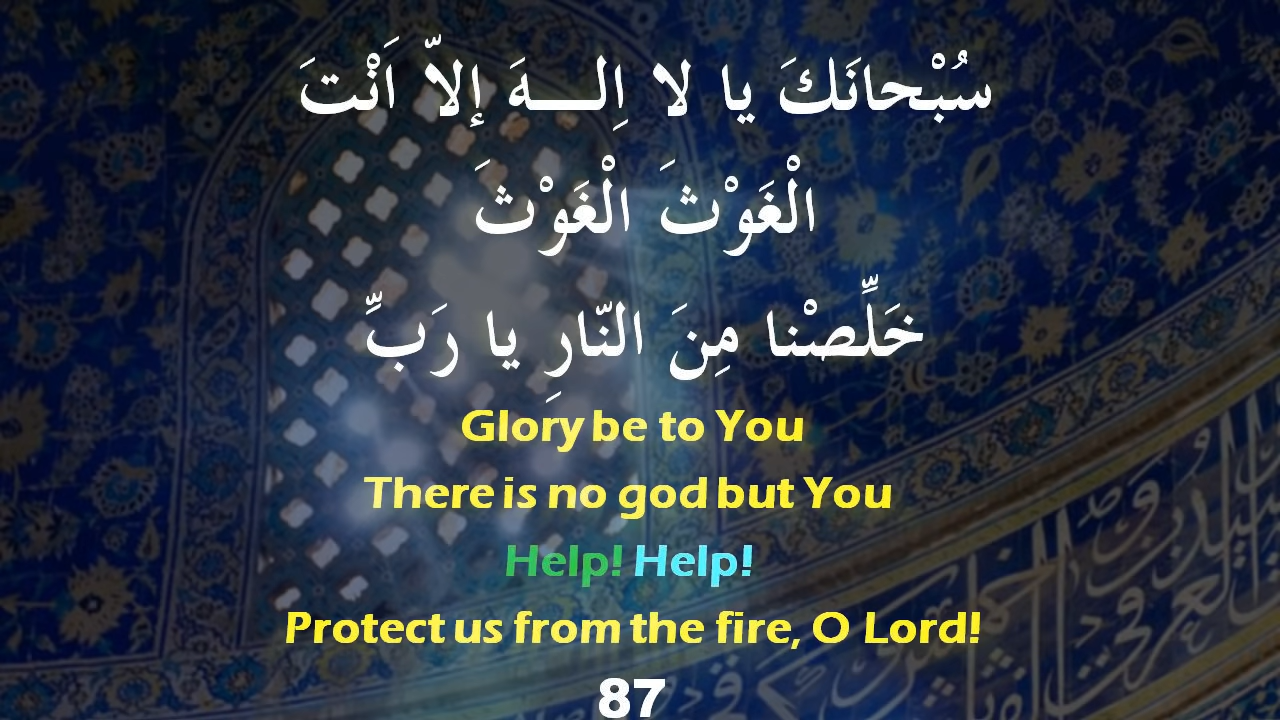 سُبْحانَكَ يا لا اِلـــهَ إلاّ اَنْتَ
الْغَوْثَ الْغَوْثَ
خَلِّصْنا مِنَ النّارِ يا رَبِّ
Glory be to You
There is no god but You
Help! Help!
Protect us from the fire, O Lord!
87